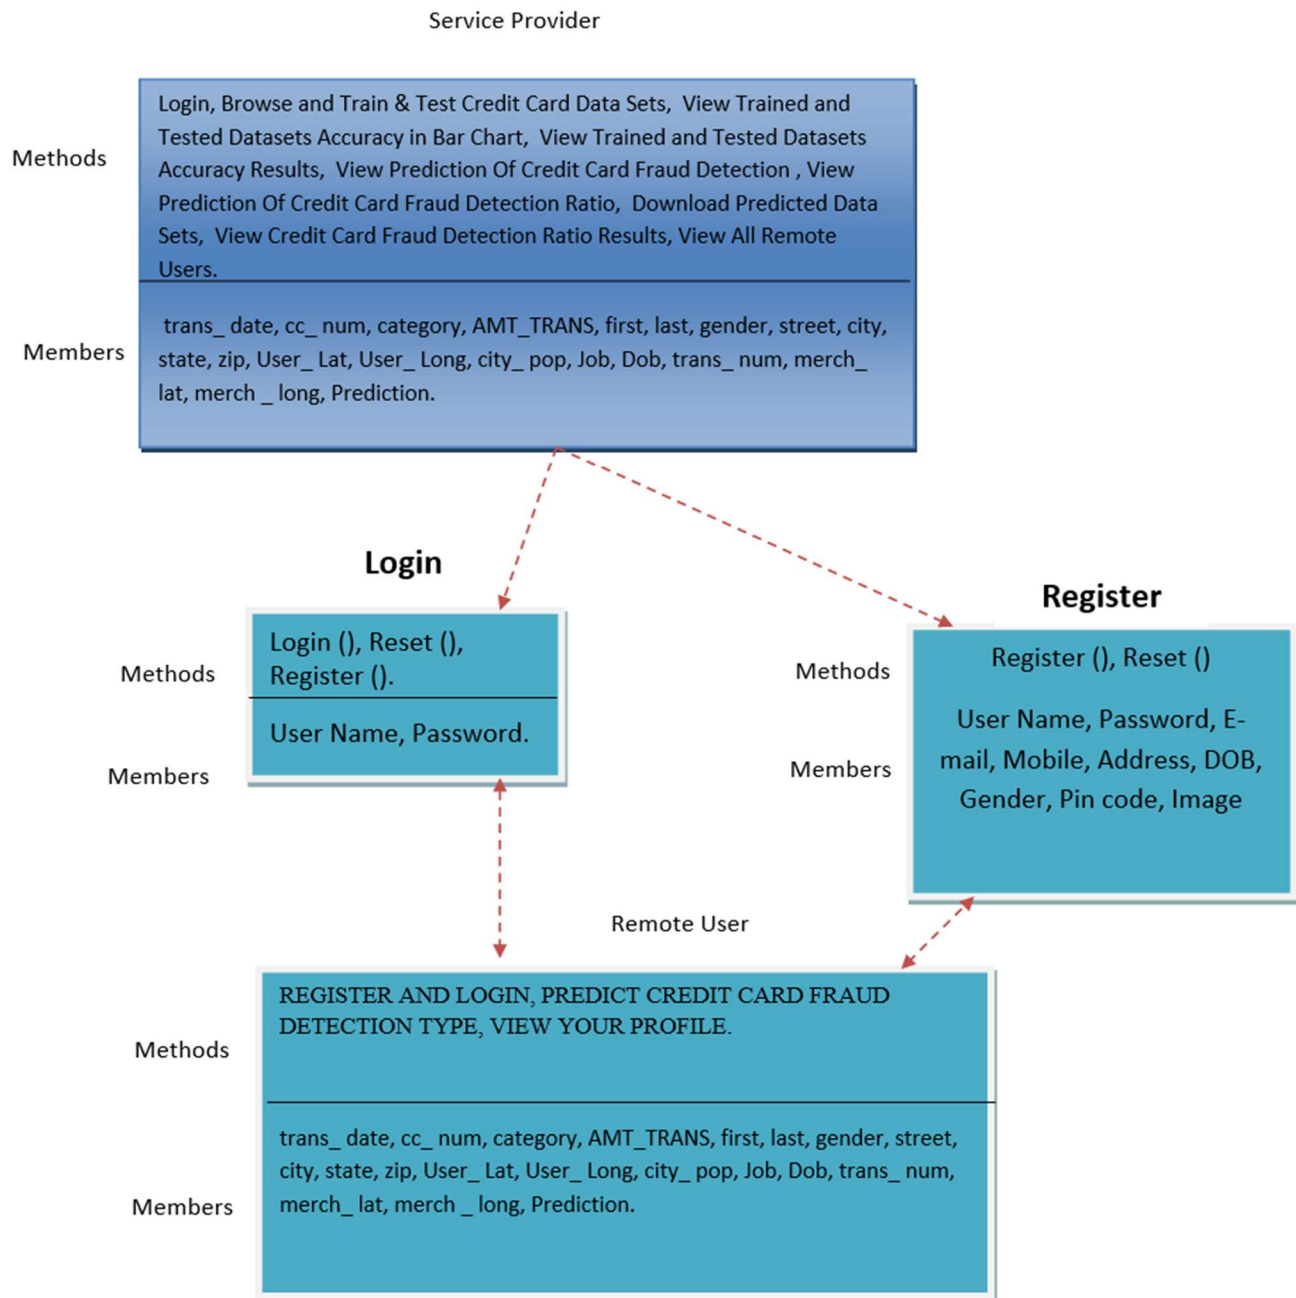 Service Provider
Methods
Login, Browse and Train & Test Credit Card Data Sets, View Trained and
Tested Datasets Accuracy in Bar Chart, View Trained and Tested Datasets
Accuracy Results, View Prediction Of Credit Card Fraud Detection , View
Prediction Of Credit Card Fraud Detection Ratio, Download Predicted Data
Sets, View Credit Card Fraud Detection Ratio Results, View All Remote
Users.
Members
trans_ date, cc_ num, category, AMT_TRANS, first, last, gender, street, city,
state, zip, User_ Lat, User_ Long, city_ pop, Job, Dob, trans_ num, merch_
lat, merch _ long, Prediction.
Login
Methods
Login (), Reset (),
Register ().
Members
User Name, Password.
Register
Methods
Register (), Reset ()
Members
User Name, Password, E-
mail, Mobile, Address, DOB,
Gender, Pin code, Image
Remote User
Methods
REGISTER AND LOGIN, PREDICT CREDIT CARD FRAUD
DETECTION TYPE, VIEW YOUR PROFILE.
Members
trans_ date, cc_ num, category, AMT_TRANS, first, last, gender, street,
city, state, zip, User_ Lat, User_ Long, city_ pop, Job, Dob, trans_ num,
merch_ lat, merch _ long, Prediction.